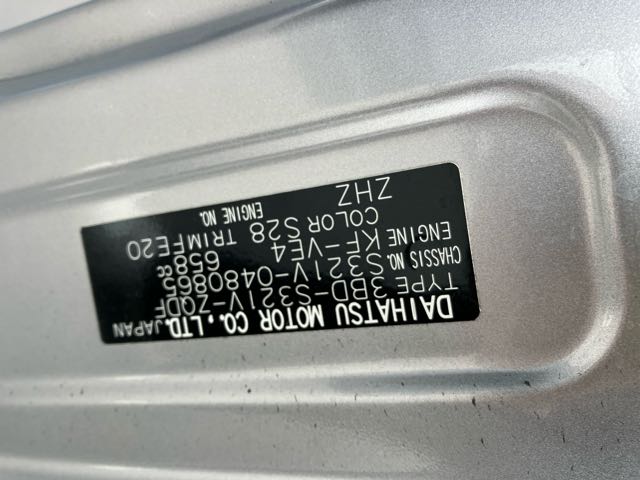 DAIHATSU MOTOR CO., LTD. JAPAN
TYPE 3BD-S321V-ZQDF
CHASSIS NO. S321V-0480865
ENGINE KF-VE4 658cc
COLOR S28 TRIM FE20
ZHZ ENGINE NO.